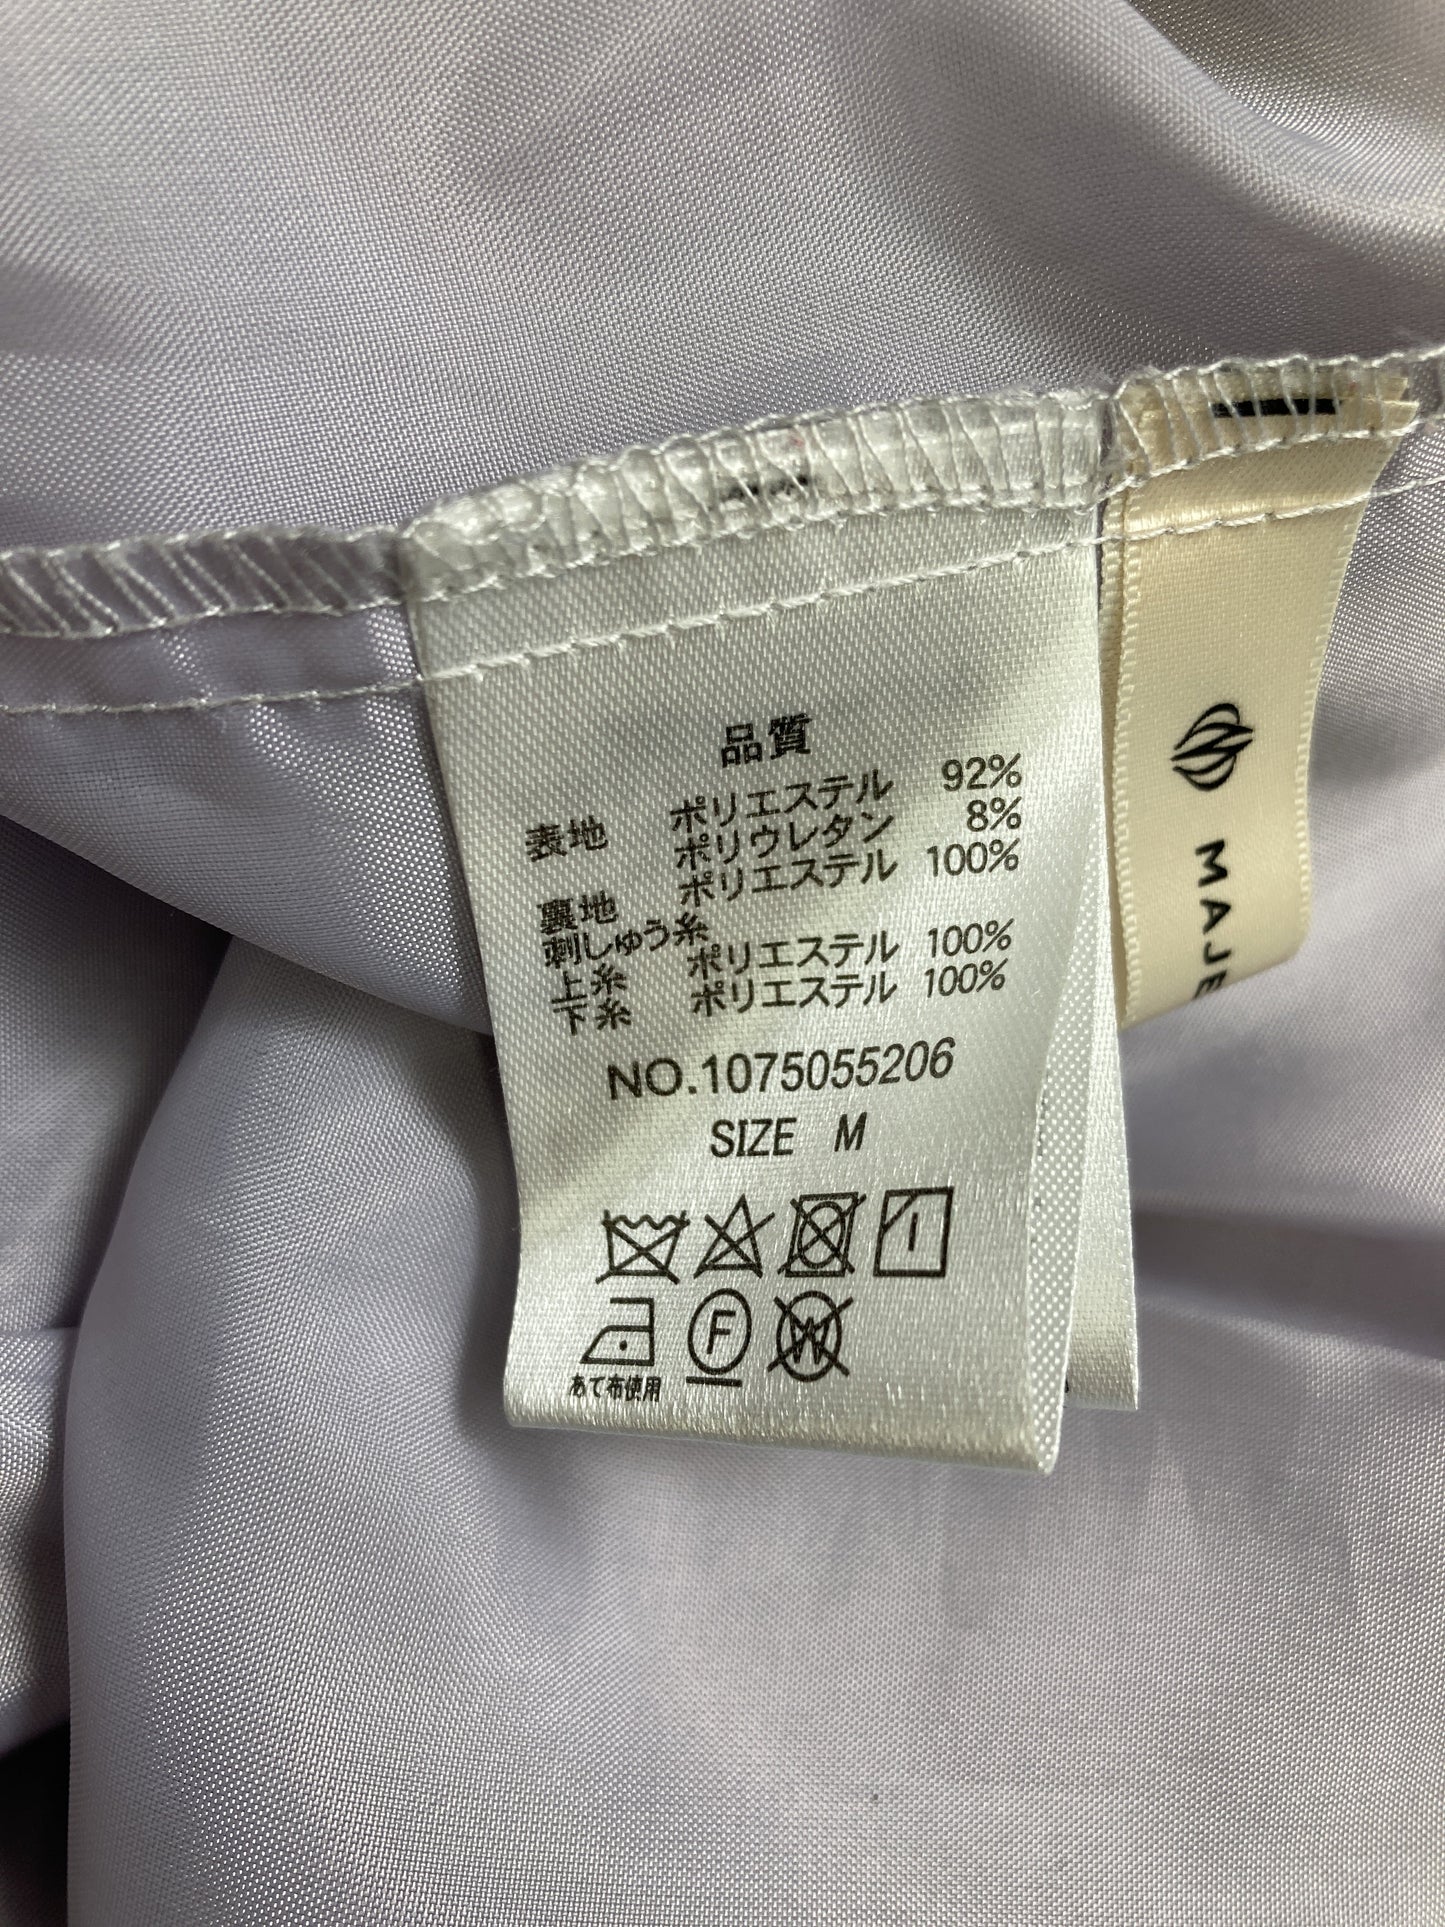 品質
表地 ポリエステル 92%
ポリウレタン 8%
裏地 ポリエステル 100%
刺しゅう糸
上糸 ポリエステル 100%
下糸 ポリエステル 100%
NO.1075055206
SIZE M
F
W
あて布使用
MAJE